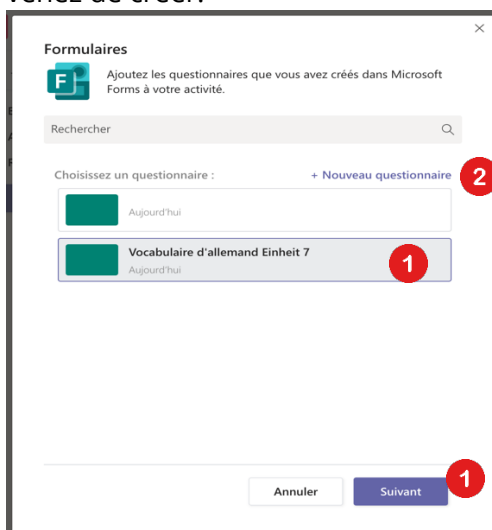 venez de créer.
Formulaires
F
Ajoutez les questionnaires que vous avez créés dans Microsoft
Forms à votre activité.
Rechercher
Choisissez un questionnaire :
+ Nouveau questionnaire
2
Aujourd'hui
Vocabulaire d'allemand Einheit 7
Aujourd'hui
1
Annuler
Suivant
1